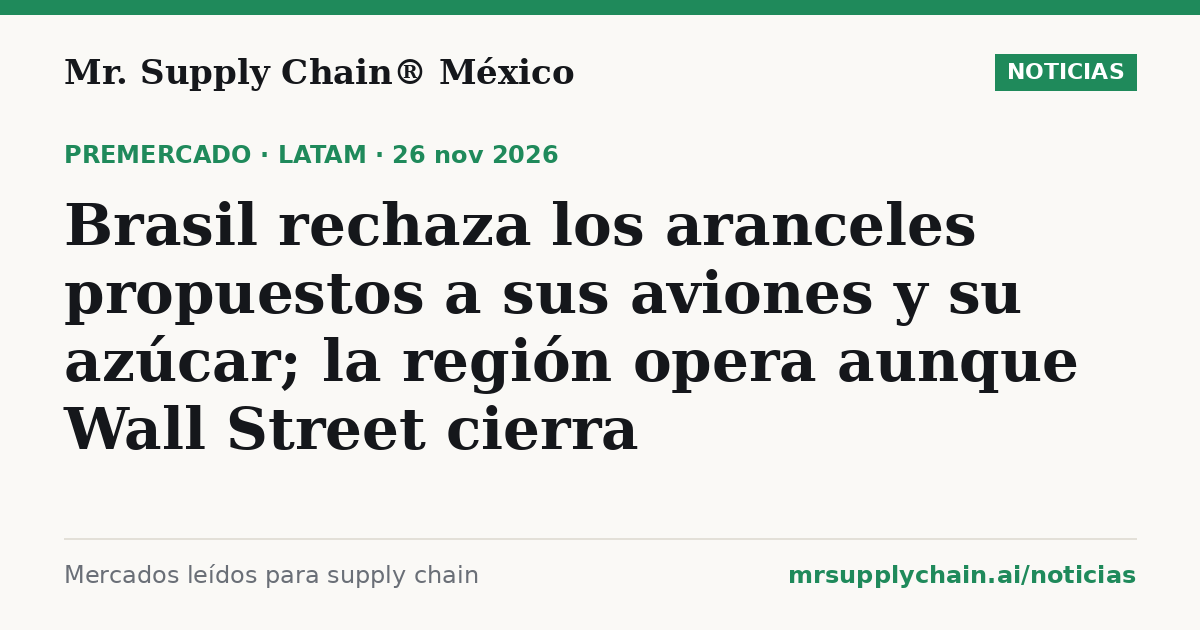 Mr. Supply Chain® México
NOTICIAS
PREMERCADO · LATAM · 26 nov 2026
Brasil rechaza los aranceles
propuestos a sus aviones y su
azúcar; la región opera aunque
Wall Street cierra
Mercados leídos para supply chain
mrsupplychain.ai/noticias